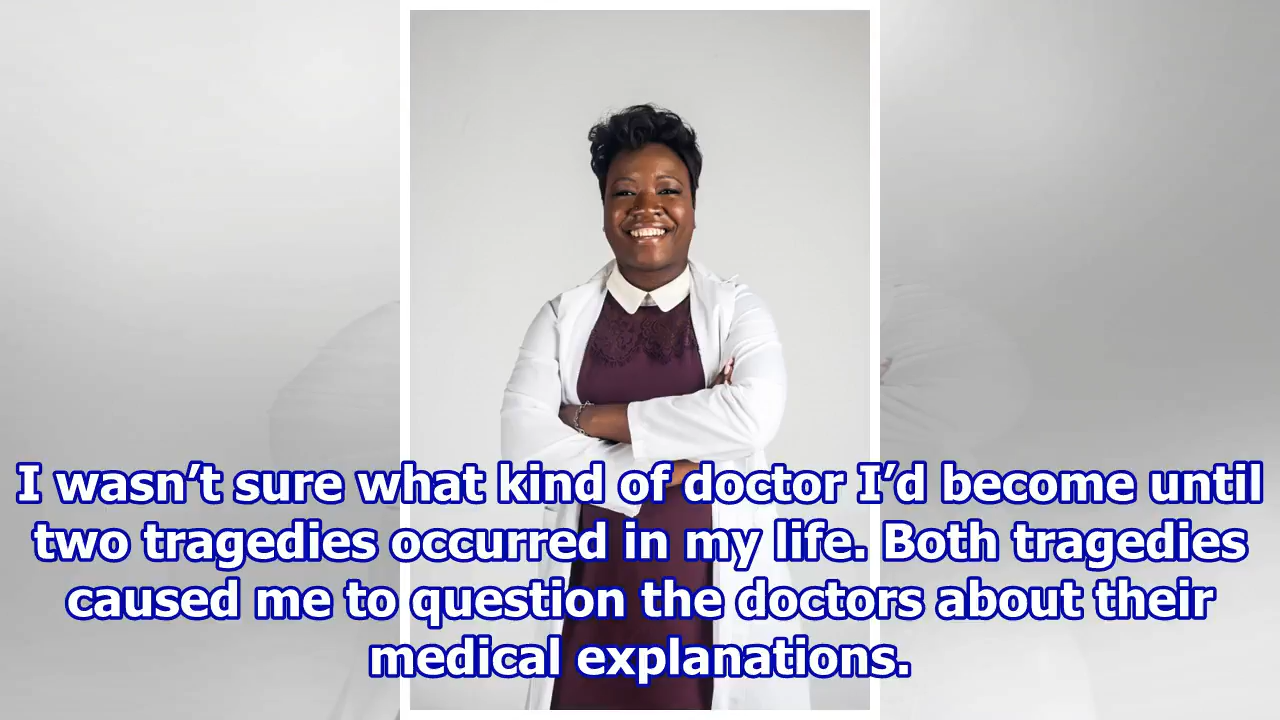 I wasn’t sure what kind of doctor I’d become until
two tragedies occurred in my life. Both tragedies
caused me to question the doctors about their
medical explanations.